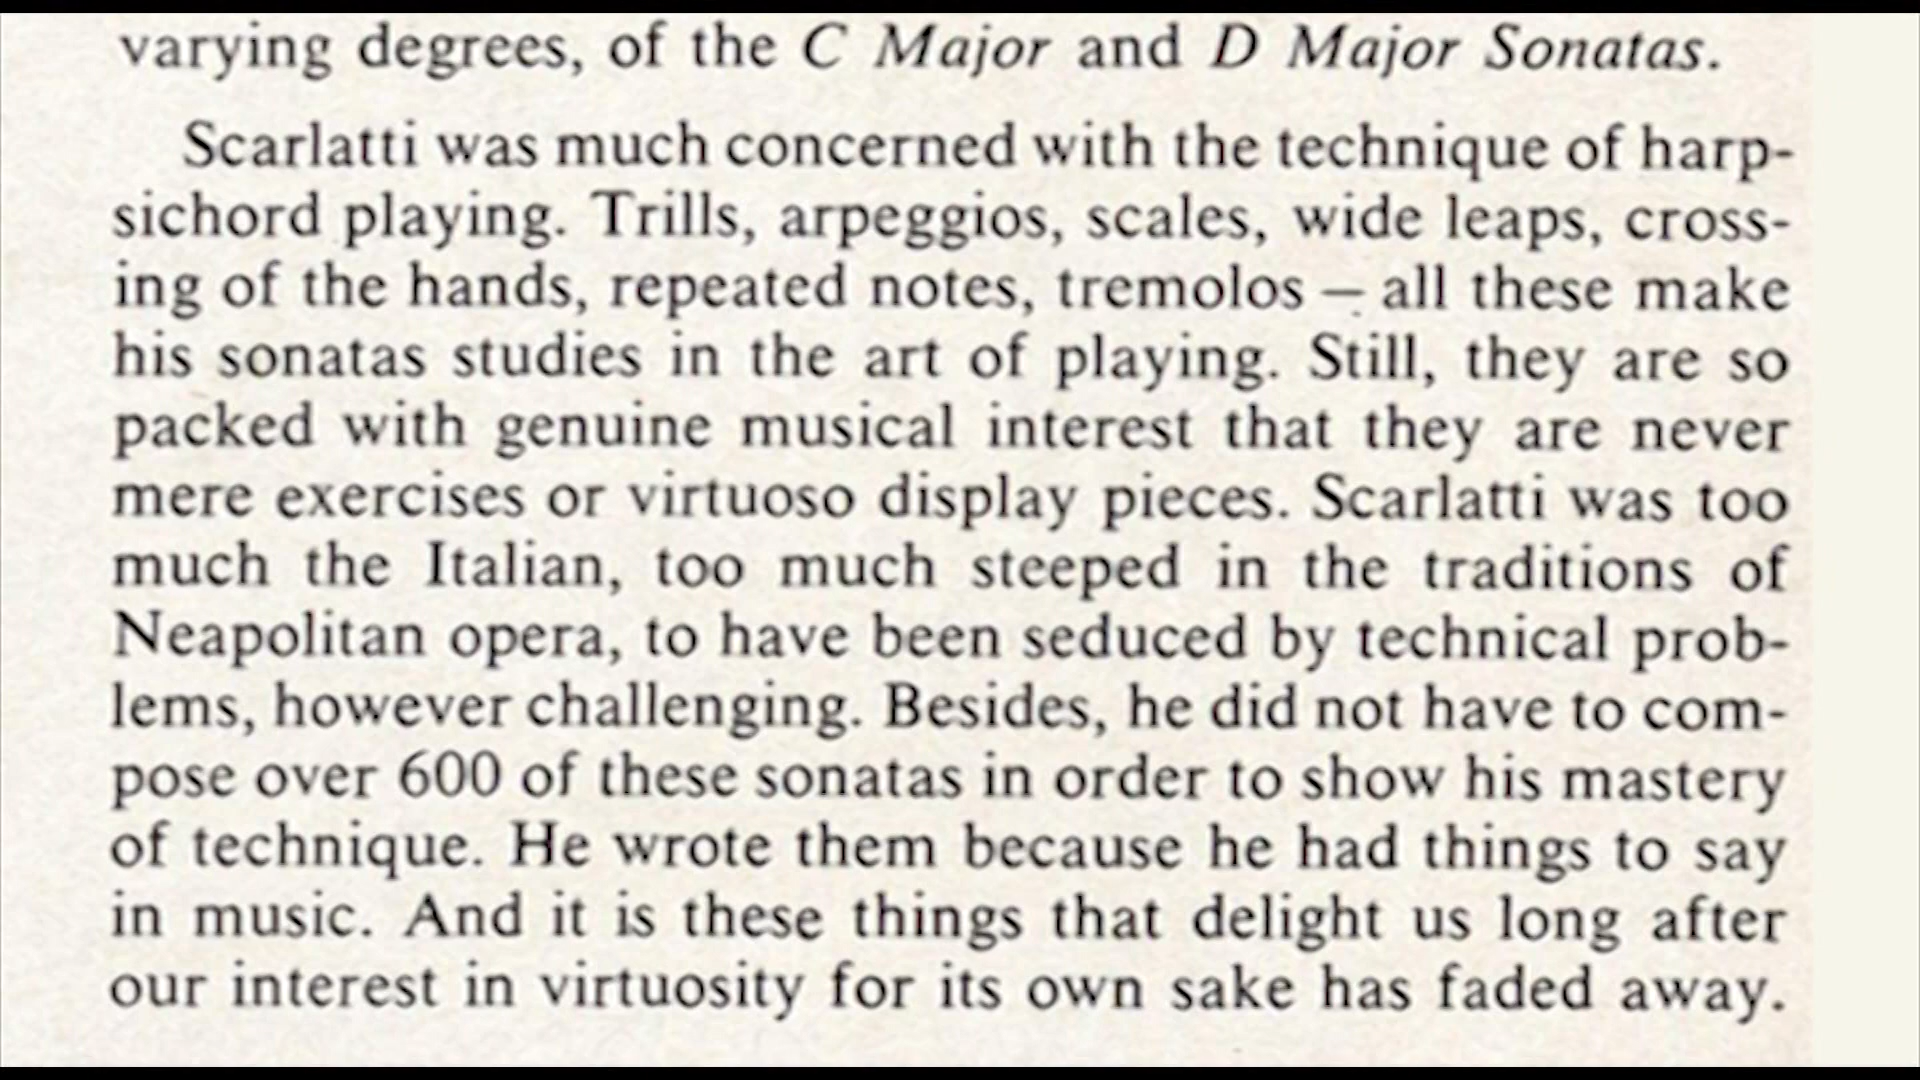 varying degrees, of the C Major and D Major Sonatas.
Scarlatti was much concerned with the technique of harp-
sichord playing. Trills, arpeggios, scales, wide leaps, cross-
ing of the hands, repeated notes, tremolos – all these make
his sonatas studies in the art of playing. Still, they are so
packed with genuine musical interest that they are never
mere exercises or virtuoso display pieces. Scarlatti was too
much the Italian, too much steeped in the traditions of
Neapolitan opera, to have been seduced by technical prob-
lems, however challenging. Besides, he did not have to com-
pose over 600 of these sonatas in order to show his mastery
of technique. He wrote them because he had things to say
in music. And it is these things that delight us long after
our interest in virtuosity for its own sake has faded away.